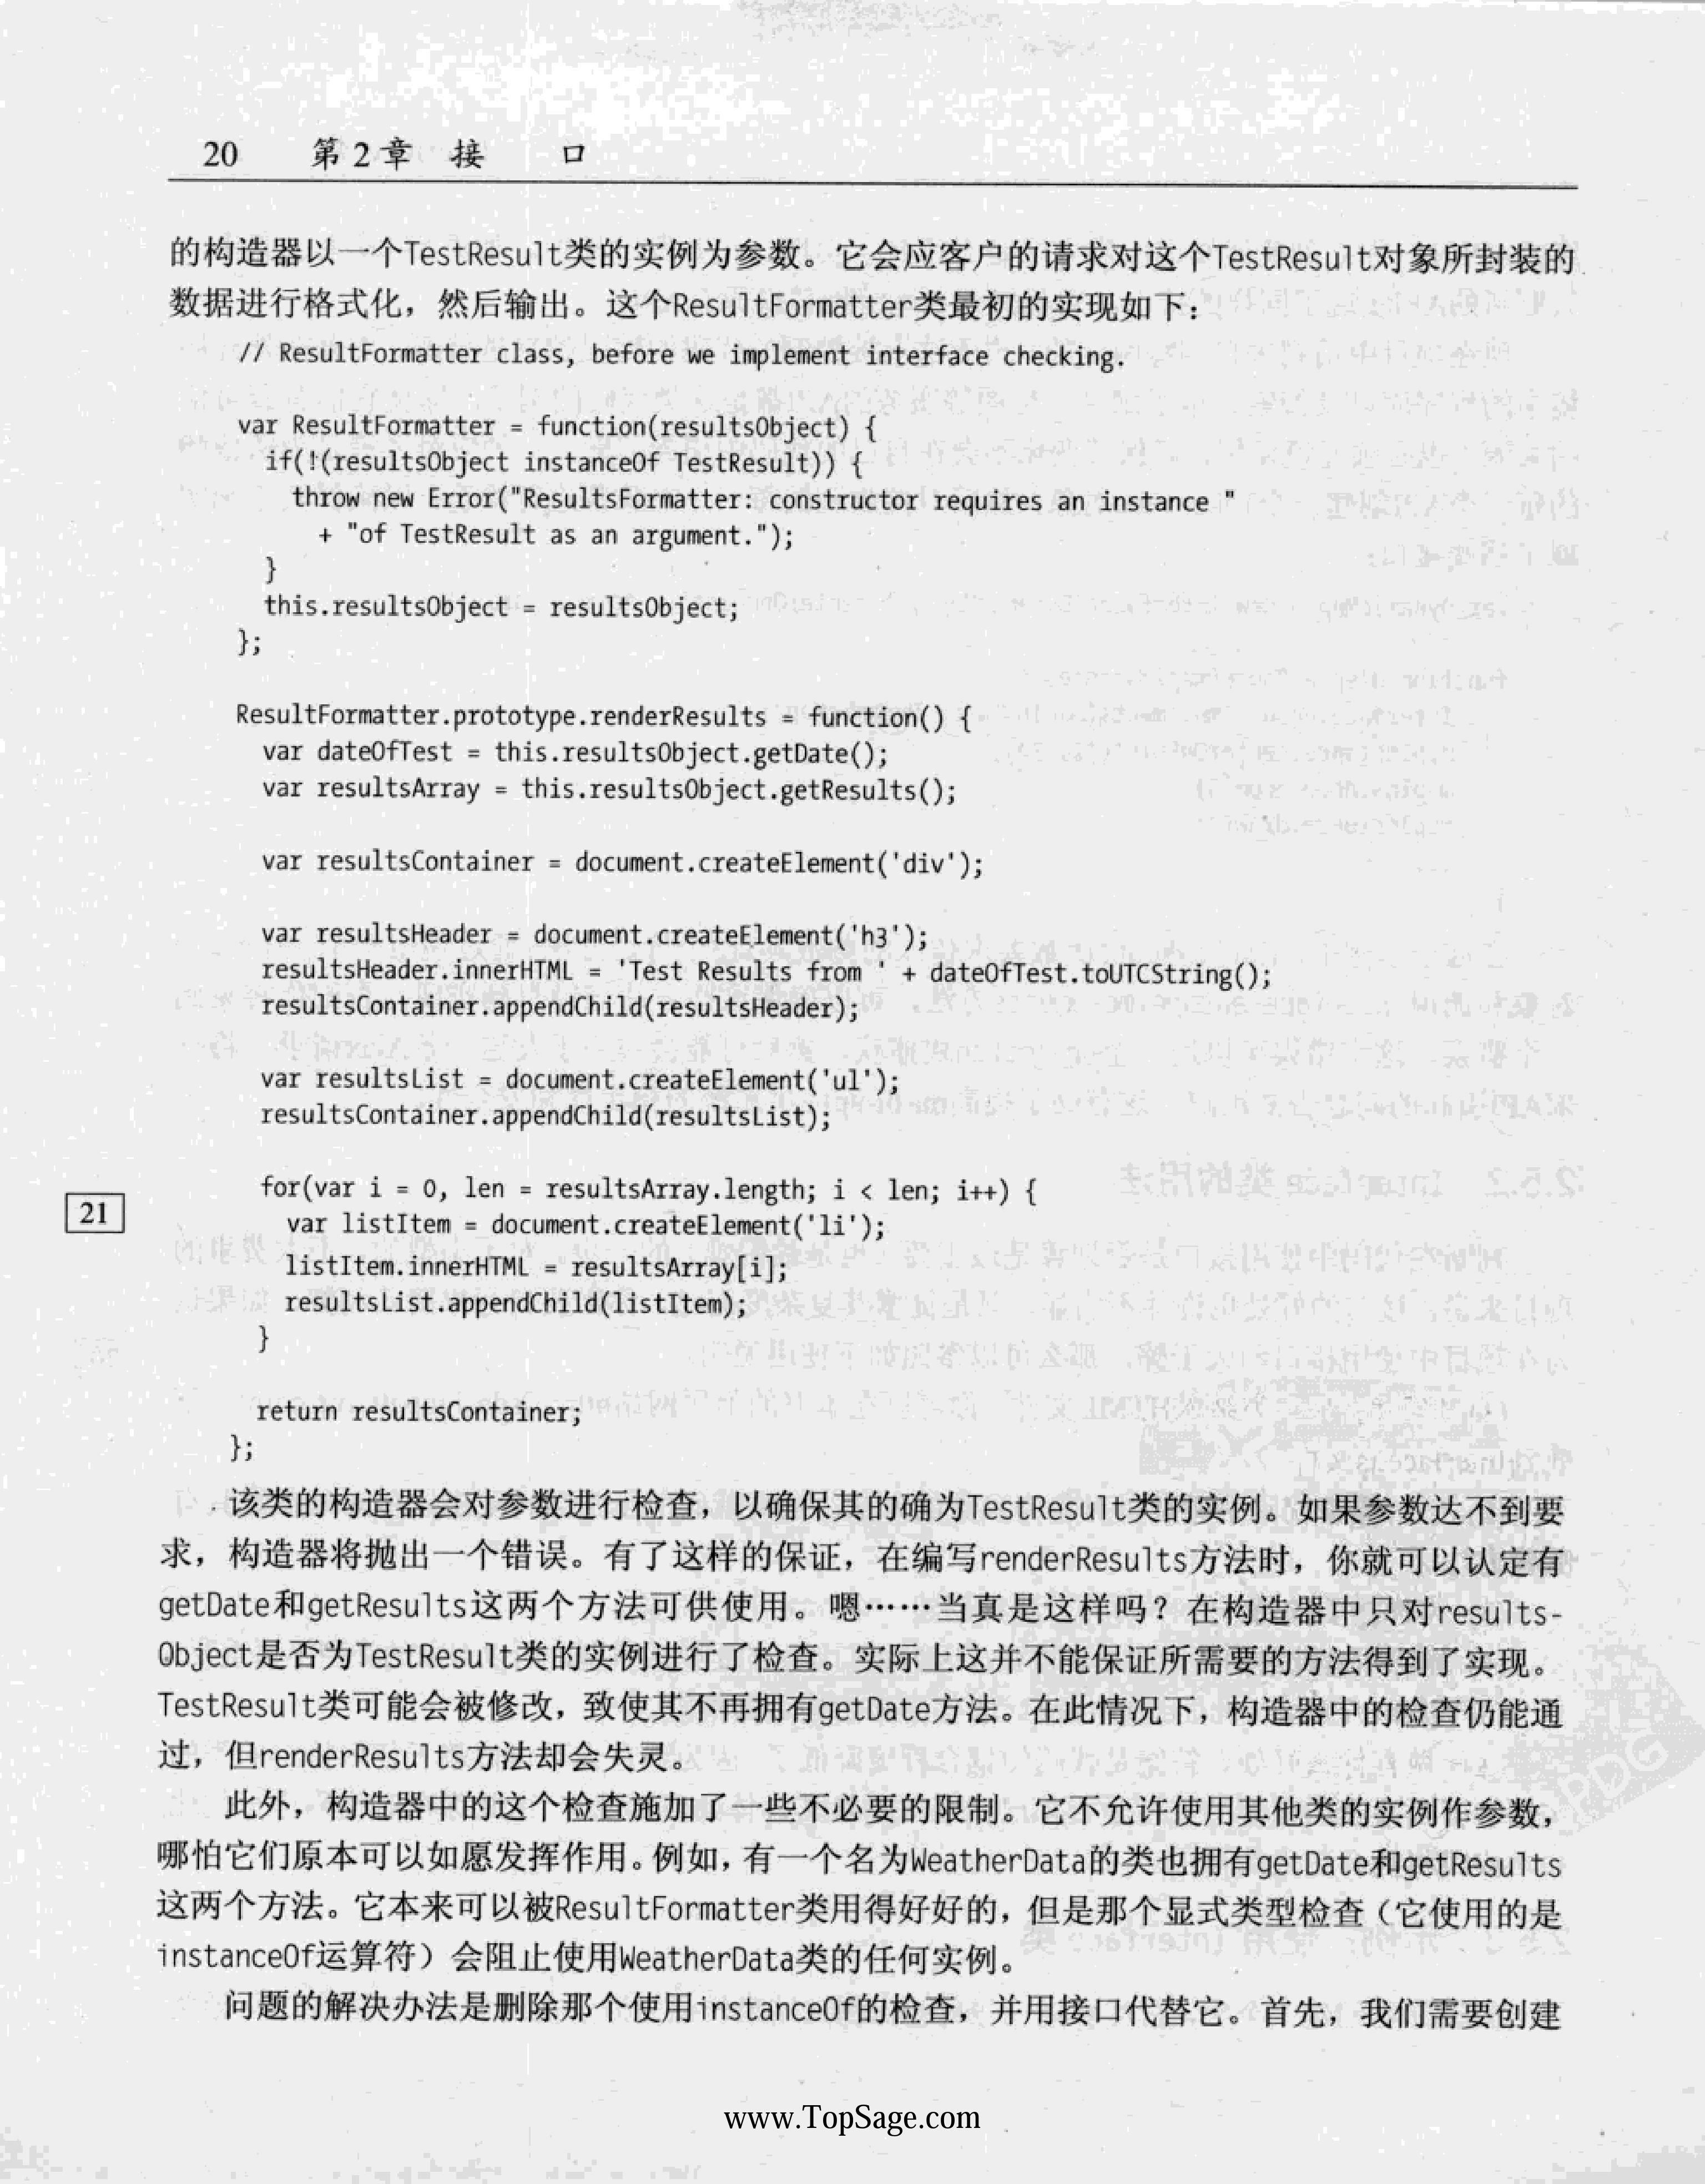 20 第2章 接 口
的构造器以一个TestResult类的实例为参数。它会应客户的请求对这个TestResult对象所封装的
数据进行格式化，然后输出。这个ResultFormatter类最初的实现如下：
// ResultFormatter class, before we implement interface checking.
var ResultFormatter = function(resultsObject) {
if(!(resultsObject instanceOf TestResult)) {
throw new Error("ResultsFormatter: constructor requires an instance "
+ "of TestResult as an argument.");
}
this.resultsObject = resultsObject;
};
ResultFormatter.prototype.renderResults = function() {
var dateOfTest = this.resultsObject.getDate();
var resultsArray = this.resultsObject.getResults();
var resultsContainer = document.createElement('div');
var resultsHeader = document.createElement('h3');
resultsHeader.innerHTML = 'Test Results from ' + dateOfTest.toUTCString();
resultsContainer.appendChild(resultsHeader);
var resultsList = document.createElement('ul');
resultsContainer.appendChild(resultsList);
for(var i = 0, len = resultsArray.length; i < len; i++) {
21
var listItem = document.createElement('li');
listItem.innerHTML = resultsArray[i];
resultsList.appendChild(listItem);
}
return resultsContainer;
};
该类的构造器会对参数进行检查，以确保其的确为TestResult类的实例。如果参数达不到要
求，构造器将抛出一个错误。有了这样的保证，在编写renderResults方法时，你就可以认定有
getDate和getResults这两个方法可供使用。嗯……当真是这样吗？在构造器中只对results-
Object是否为TestResult类的实例进行了检查。实际上这并不能保证所需要的方法得到了实现。
TestResult类可能会被修改，致使其不再拥有getDate方法。在此情况下，构造器中的检查仍能通
过，但renderResults方法却会失灵。
此外，构造器中的这个检查施加了一些不必要的限制。它不允许使用其他类的实例作参数，
哪怕它们原本可以如愿发挥作用。例如，有一个名为WeatherData的类也拥有getDate和getResults
这两个方法。它本来可以被ResultFormatter类用得好好的，但是那个显式类型检查（它使用的是
instanceOf运算符）会阻止使用WeatherData类的任何实例。
问题的解决办法是删除那个使用instanceOf的检查，并用接口代替它。首先，我们需要创建
PDG
www.TopSage.com